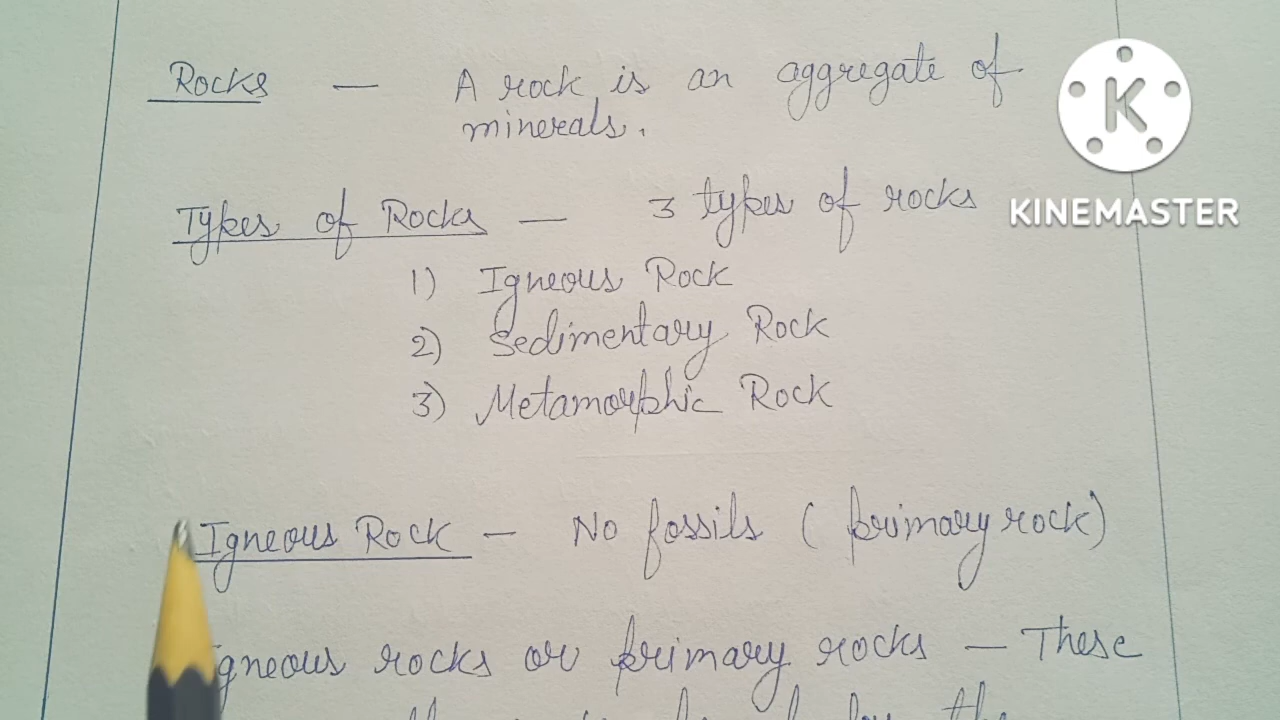 Rocks — A rock is an aggregate of
minerals.
KINEMASTER
Types of Rocks — 3 types of rocks
1) Igneous Rock
2) Sedimentary Rock
3) Metamorphic Rock
Igneous Rock — No fossils (primary rock)
Igneous rocks or primary rocks — These
the